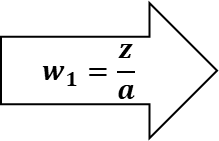 w₁ = z/a